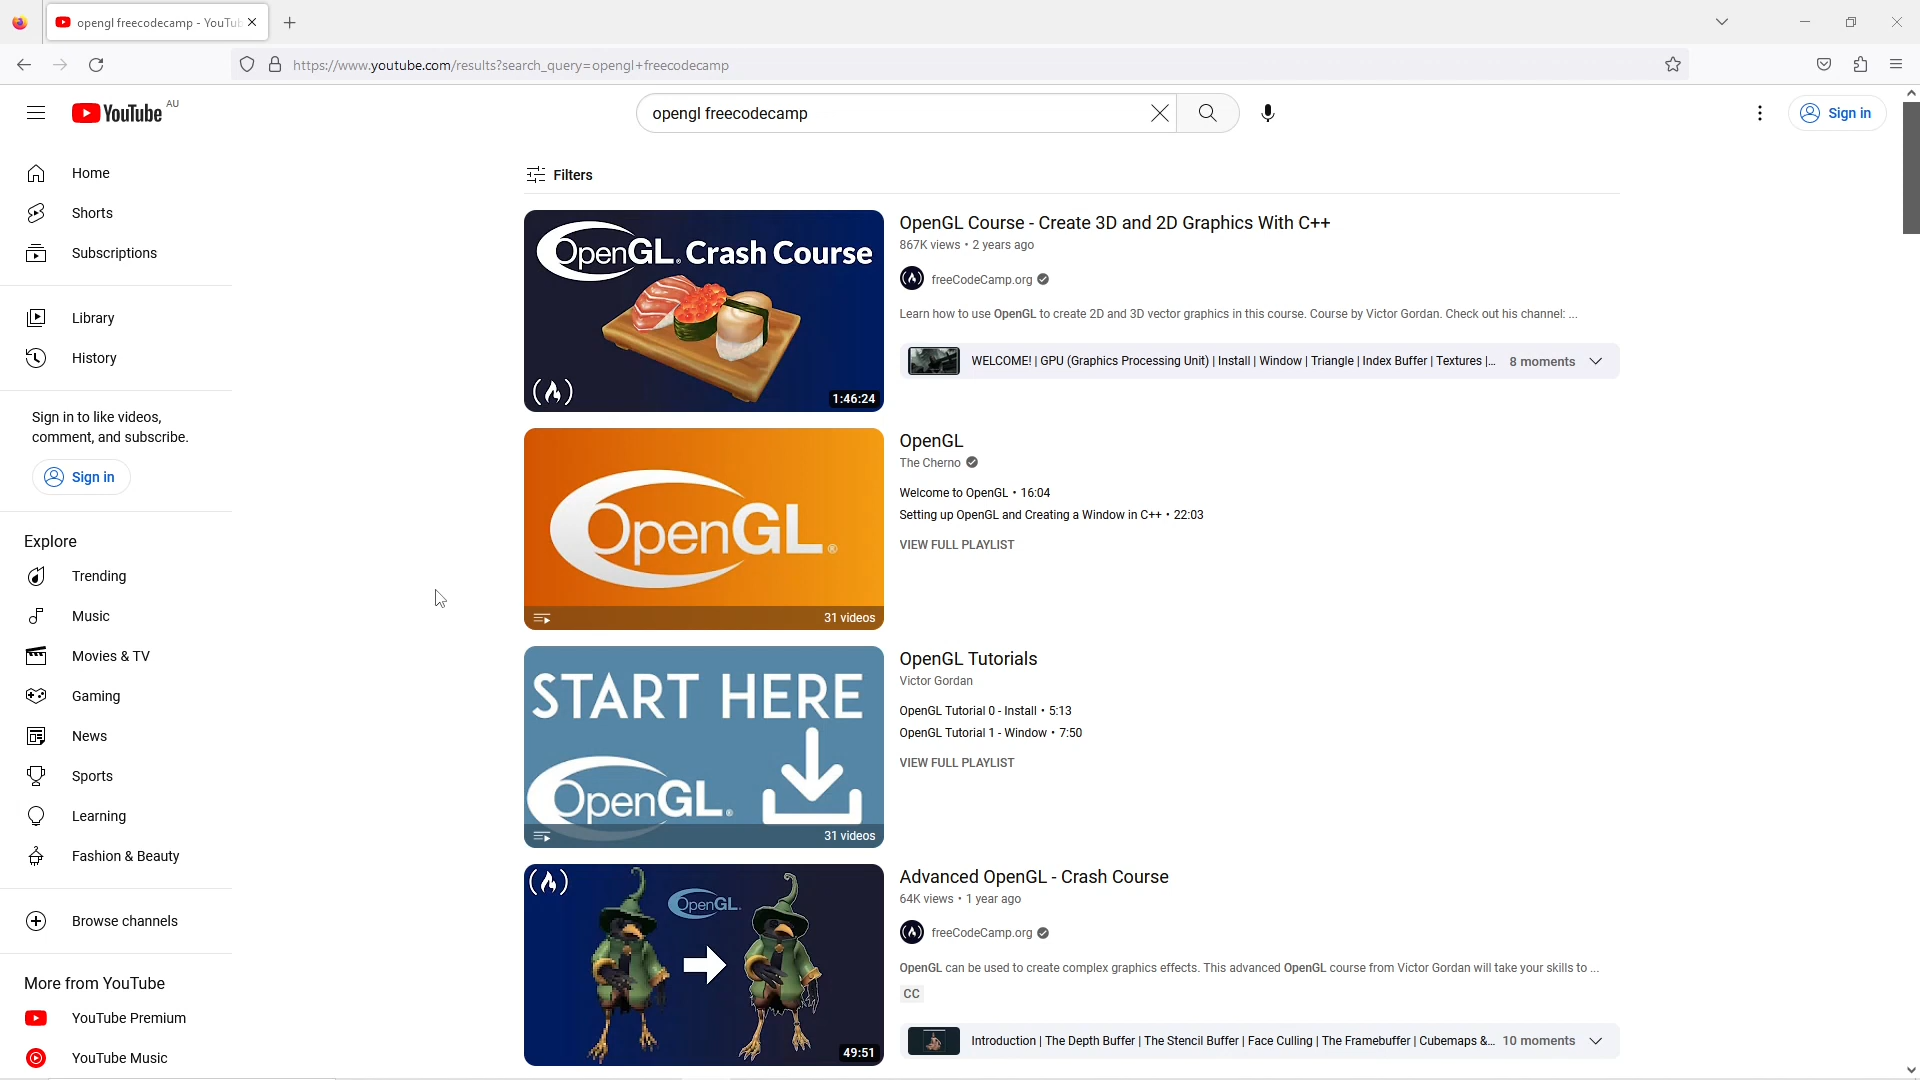 opengl freecodecamp - YouTub
https://www.youtube.com/results?search_query=opengl+freecodecamp
YouTube AU
opengl freecodecamp
Sign in
Home
Shorts
Subscriptions
Library
History
Sign in to like videos,
comment, and subscribe.
Sign in
Explore
Trending
Music
Movies & TV
Gaming
News
Sports
Learning
Fashion & Beauty
Browse channels
More from YouTube
YouTube Premium
YouTube Music
Filters
OpenGL Crash Course
1:46:24
OpenGL Course - Create 3D and 2D Graphics With C++
867K views • 2 years ago
freeCodeCamp.org
Learn how to use OpenGL to create 2D and 3D vector graphics in this course. Course by Victor Gordan. Check out his channel: ...
WELCOME! | GPU (Graphics Processing Unit) | Install | Window | Triangle | Index Buffer | Textures |... 8 moments
OpenGL®
31 videos
OpenGL
The Cherno
Welcome to OpenGL • 16:04
Setting up OpenGL and Creating a Window in C++ • 22:03
VIEW FULL PLAYLIST
START HERE
OpenGL
31 videos
OpenGL Tutorials
Victor Gordan
OpenGL Tutorial 0 - Install • 5:13
OpenGL Tutorial 1 - Window • 7:50
VIEW FULL PLAYLIST
OpenGL
49:51
Advanced OpenGL - Crash Course
64K views • 1 year ago
freeCodeCamp.org
OpenGL can be used to create complex graphics effects. This advanced OpenGL course from Victor Gordan will take your skills to ...
CC
Introduction | The Depth Buffer | The Stencil Buffer | Face Culling | The Framebuffer | Cubemaps &... 10 moments